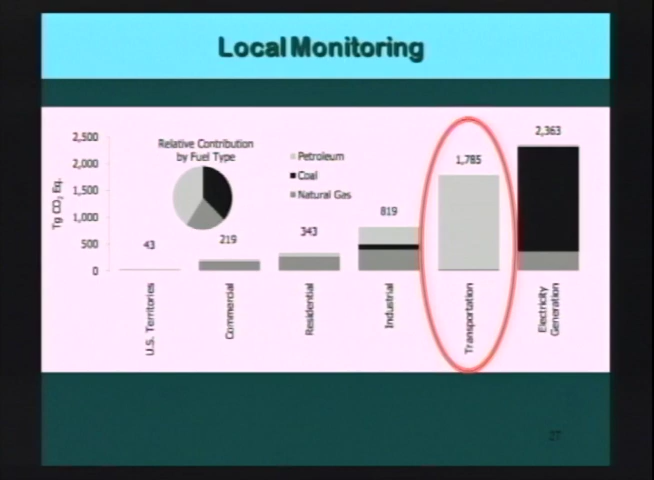 Local Monitoring
Relative Contribution
by Fuel Type
Petroleum
Coal
Natural Gas
Tg CO₂ Eq.
2,500
2,000
1,500
1,000
500
0
43
219
343
819
1,785
2,363
U.S. Territories
Commercial
Residential
Industrial
Transportation
Electricity
Generation
27